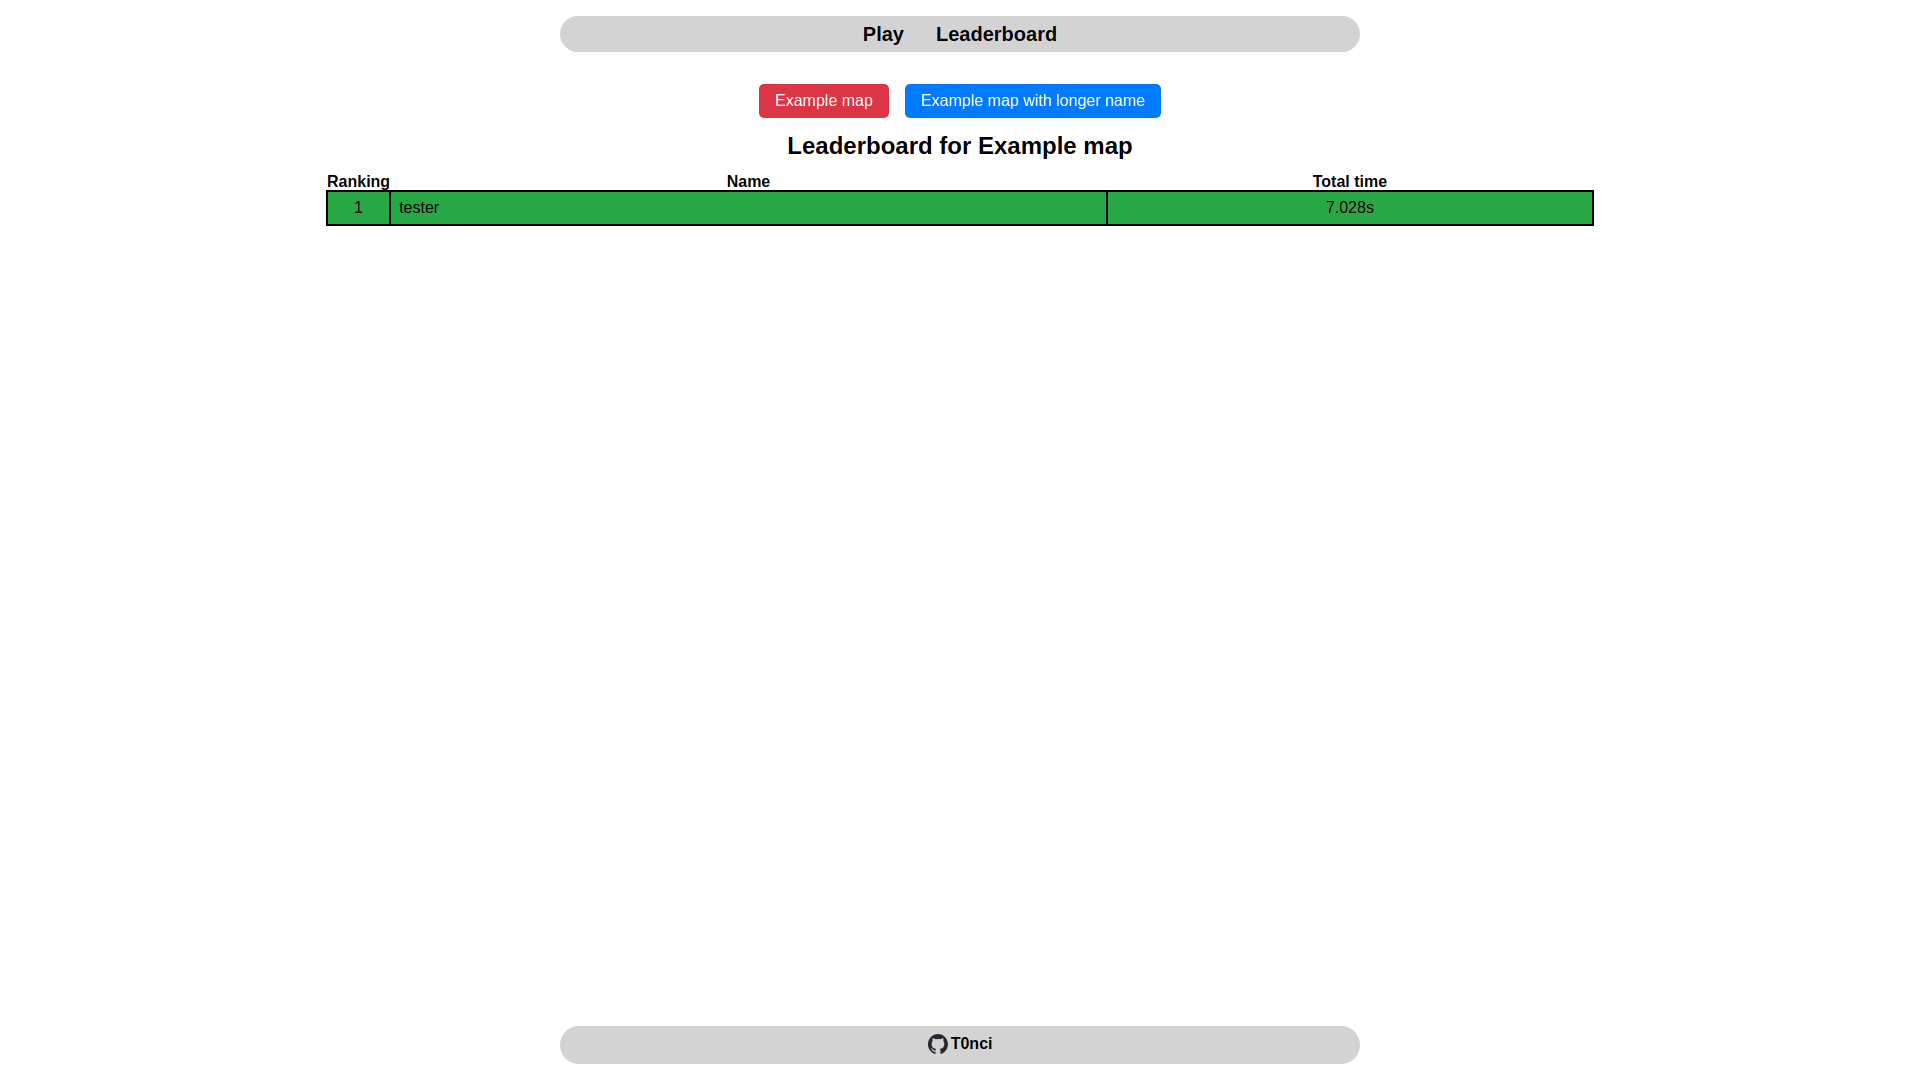 Play Leaderboard
Example map Example map with longer name
Leaderboard for Example map
Ranking Name Total time
1 tester 7.028s
T0nci